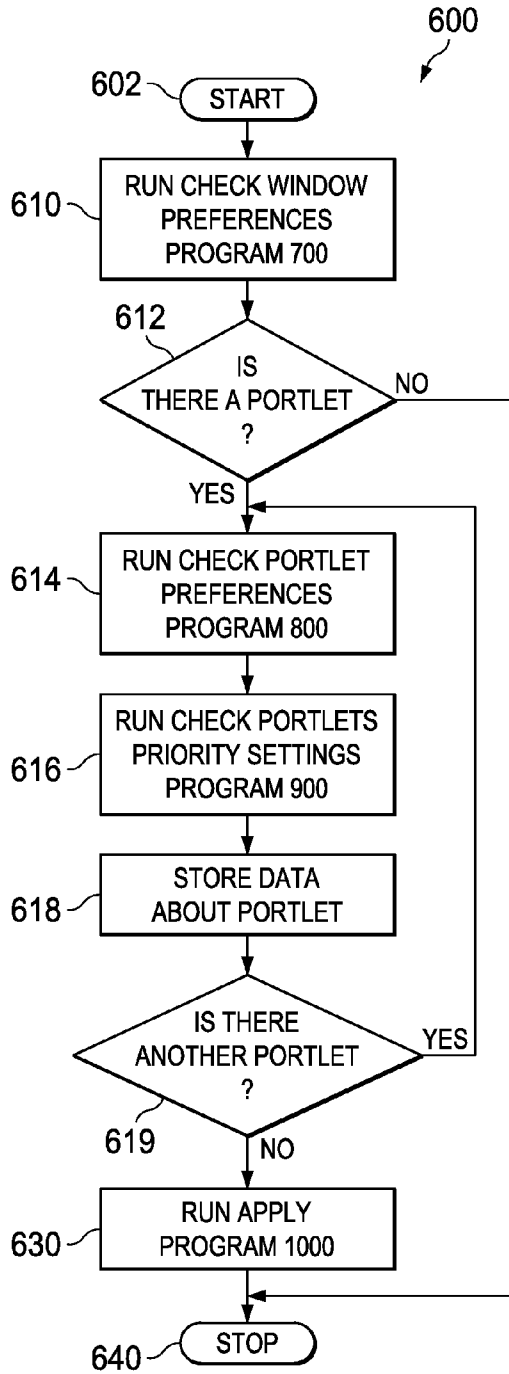 600
602
START
610
RUN CHECK WINDOW
PREFERENCES
PROGRAM 700
612
IS
THERE A PORTLET
?
NO
YES
614
RUN CHECK PORTLET
PREFERENCES
PROGRAM 800
616
RUN CHECK PORTLETS
PRIORITY SETTINGS
PROGRAM 900
618
STORE DATA
ABOUT PORTLET
IS THERE
ANOTHER PORTLET
?
YES
619
NO
630
RUN APPLY
PROGRAM 1000
640
STOP